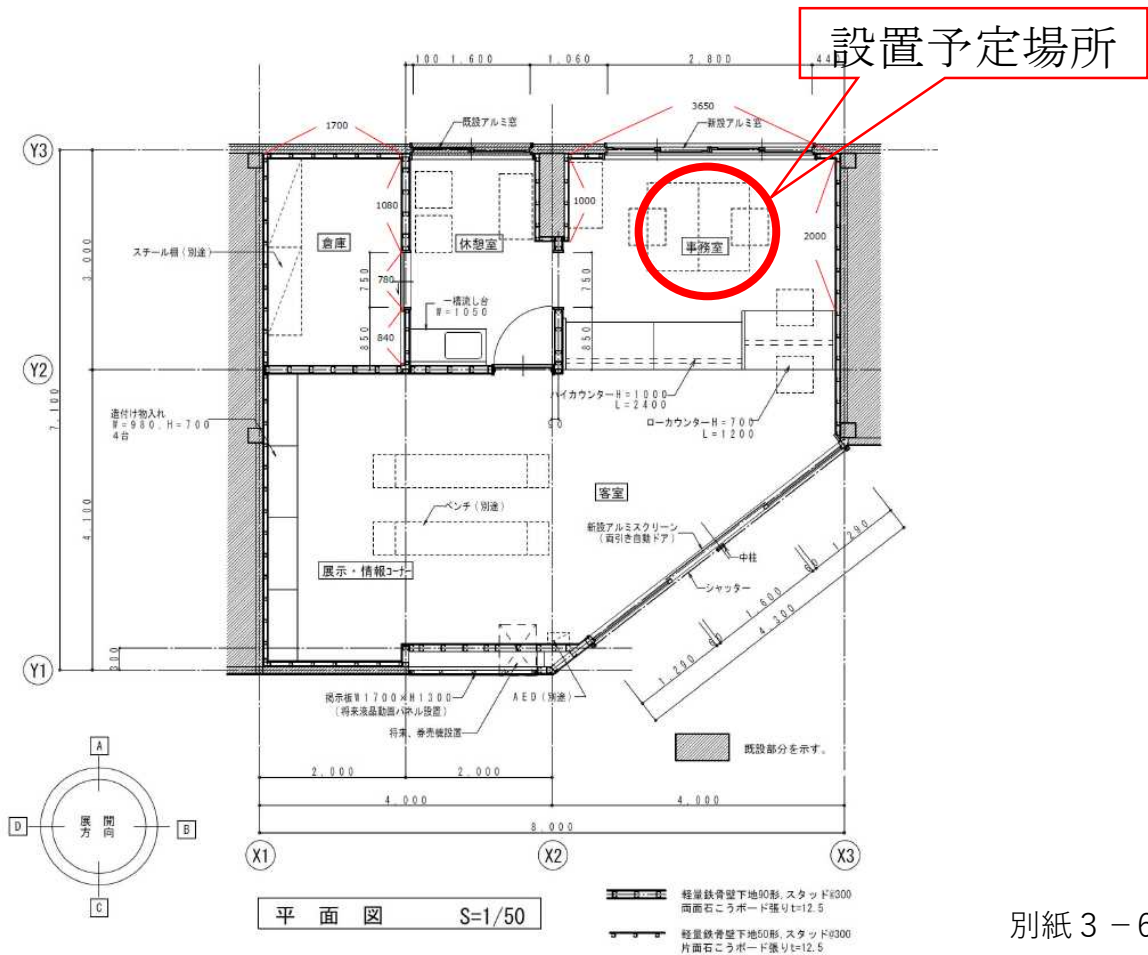 設置予定場所
100 1,600
1,060
2,800
3650
1700
既設アルミ窓
新設アルミ窓
Y3
1080
1000
倉庫
休憩室
事務室
2000
スチール棚（別途）
3,000
780
750
750
一槽流し台
W=1050
850
840
850
Y2
ハイカウンターH=1000
L=2400
ローカウンターH=700
L=1200
7,100
造付け物入れ
W=980,H=700
4台
客室
4,100
ベンチ（別途）
新設アルミスクリーン
（両引き自動ドア）
中柱
シャッター
展示・情報コーナー
1,290
1,600
4,300
1,290
300
Y1
掲示板W1700×H1300
（将来液晶動画パネル設置）
AED（別途）
将来、券売機設置
既設部分を示す。
A
D
展開
方向
B
C
2,000
2,000
4,000
4,000
8,000
X1
X2
X3
平面図 S=1/50
軽量鉄骨壁下地90形,スタッド@300
両面石こうボード張りt=12.5
軽量鉄骨壁下地50形,スタッド@300
片面石こうボード張りt=12.5
別紙３－6